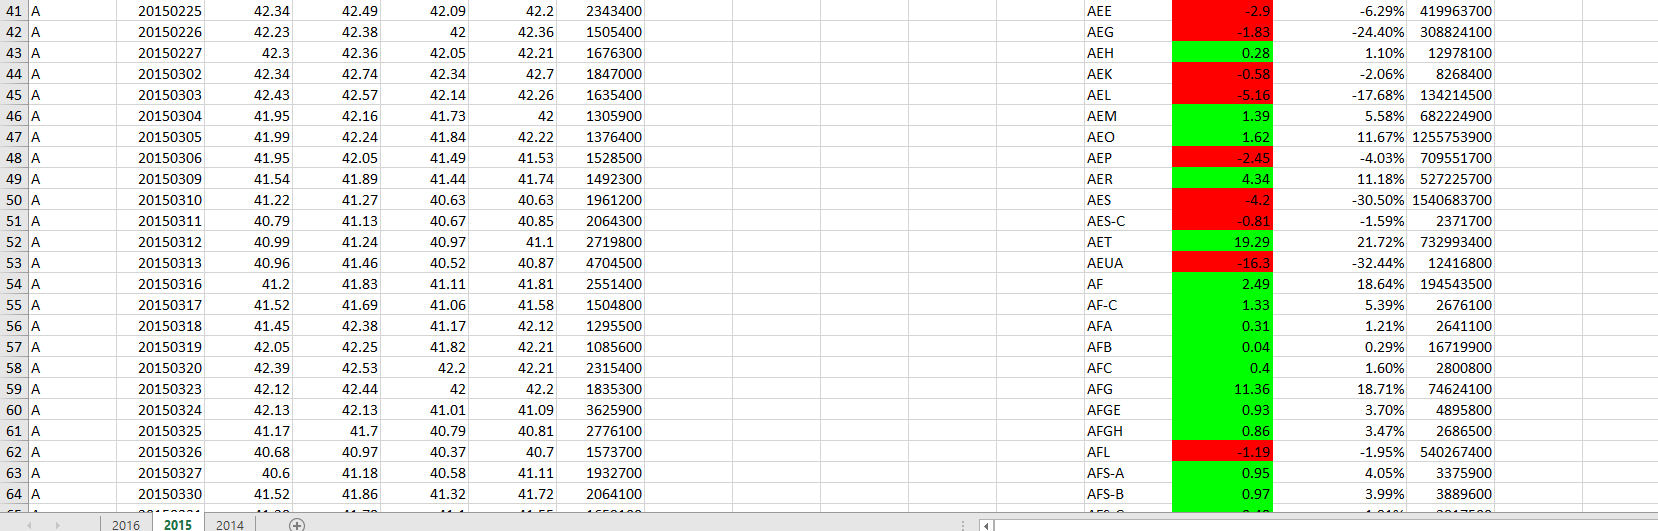 41 A 20150225 42.34 42.49 42.09 42.2 2343400 AEE -2.9 -6.29% 419963700
42 A 20150226 42.23 42.38 42 42.36 1505400 AEG -1.83 -24.40% 308824100
43 A 20150227 42.3 42.36 42.05 42.21 1676300 AEH 0.28 1.10% 12978100
44 A 20150302 42.34 42.74 42.34 42.7 1847000 AEK -0.58 -2.06% 8268400
45 A 20150303 42.43 42.57 42.14 42.26 1635400 AEL -5.16 -17.68% 134214500
46 A 20150304 41.95 42.16 41.73 42 1305900 AEM 1.39 5.58% 682224900
47 A 20150305 41.99 42.24 41.84 42.22 1376400 AEO 1.62 11.67% 1255753900
48 A 20150306 41.95 42.05 41.49 41.53 1528500 AEP -2.45 -4.03% 709551700
49 A 20150309 41.54 41.89 41.44 41.74 1492300 AER 4.34 11.18% 527225700
50 A 20150310 41.22 41.27 40.63 40.63 1961200 AES -4.2 -30.50% 1540683700
51 A 20150311 40.79 41.13 40.67 40.85 2064300 AES-C -0.81 -1.59% 2371700
52 A 20150312 40.99 41.24 40.97 41.1 2719800 AET 19.29 21.72% 732993400
53 A 20150313 40.96 41.46 40.52 40.87 4704500 AEUA -16.3 -32.44% 12416800
54 A 20150316 41.2 41.83 41.11 41.81 2551400 AF 2.49 18.64% 194543500
55 A 20150317 41.52 41.69 41.06 41.58 1504800 AF-C 1.33 5.39% 2676100
56 A 20150318 41.45 42.38 41.17 42.12 1295500 AFA 0.31 1.21% 2641100
57 A 20150319 42.05 42.25 41.82 42.21 1085600 AFB 0.04 0.29% 16719900
58 A 20150320 42.39 42.53 42.2 42.21 2315400 AFC 0.4 1.60% 2800800
59 A 20150323 42.12 42.44 42 42.2 1835300 AFG 11.36 18.71% 74624100
60 A 20150324 42.13 42.13 41.01 41.09 3625900 AFGE 0.93 3.70% 4895800
61 A 20150325 41.17 41.7 40.79 40.81 2776100 AFGH 0.86 3.47% 2686500
62 A 20150326 40.68 40.97 40.37 40.7 1573700 AFL -1.19 -1.95% 540267400
63 A 20150327 40.6 41.18 40.58 41.11 1932700 AFS-A 0.95 4.05% 3375900
64 A 20150330 41.52 41.86 41.32 41.72 2064100 AFS-B 0.97 3.99% 3889600
2016 2015 2014